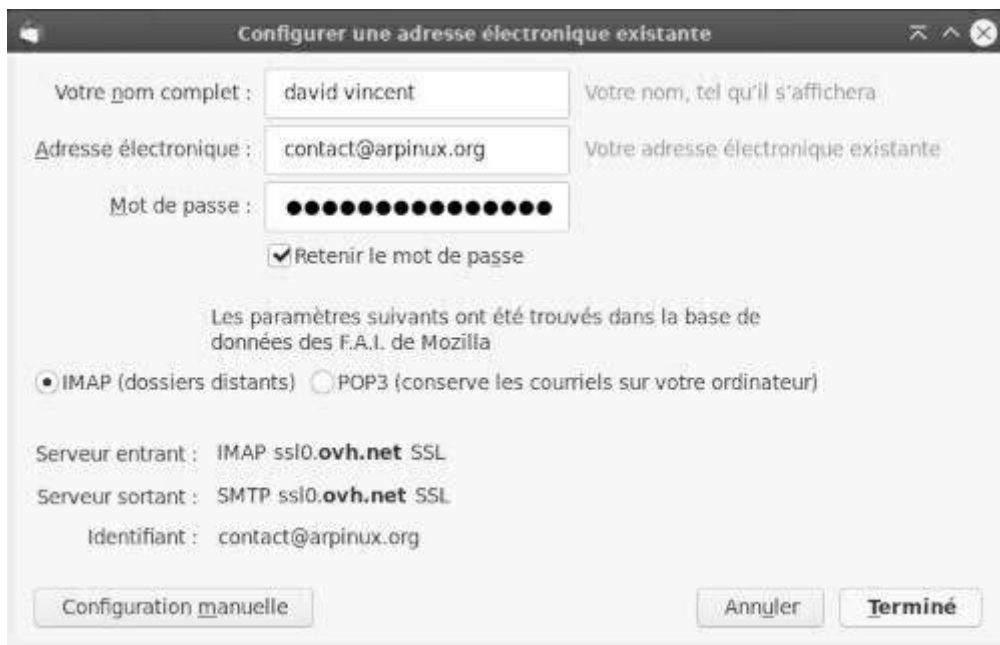 Configurer une adresse électronique existante
Votre nom complet : david vincent Votre nom, tel qu'il s'affichera
Adresse électronique : contact@arpinux.org Votre adresse électronique existante
Mot de passe : ●●●●●●●●●●●●●●●
Retenir le mot de passe
Les paramètres suivants ont été trouvés dans la base de
données des F.A.I. de Mozilla
IMAP (dossiers distants) POP3 (conserve les courriels sur votre ordinateur)
Serveur entrant : IMAP ssl0.ovh.net SSL
Serveur sortant : SMTP ssl0.ovh.net SSL
Identifiant : contact@arpinux.org
Configuration manuelle Annuler Terminé